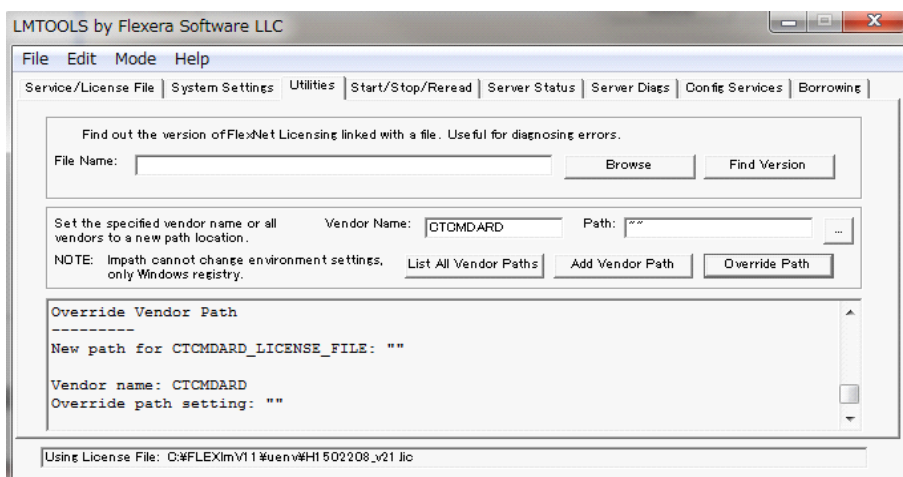 LMTOOLS by Flexera Software LLC
File Edit Mode Help
Service/License File System Settings Utilities Start/Stop/Reread Server Status Server Diags Config Services Borrowing
Find out the version of FlexNet Licensing linked with a file. Useful for diagnosing errors.
File Name: Browse Find Version
Set the specified vendor name or all
vendors to a new path location.
Vendor Name: CTCMDARD Path: "" ...
NOTE: lmpath cannot change environment settings,
only Windows registry.
List All Vendor Paths Add Vendor Path Override Path
Override Vendor Path
---------
New path for CTCMDARD_LICENSE_FILE: ""
Vendor name: CTCMDARD
Override path setting: ""
Using License File: C:¥FLEXlmV11¥uenv¥H1502208_v21.lic